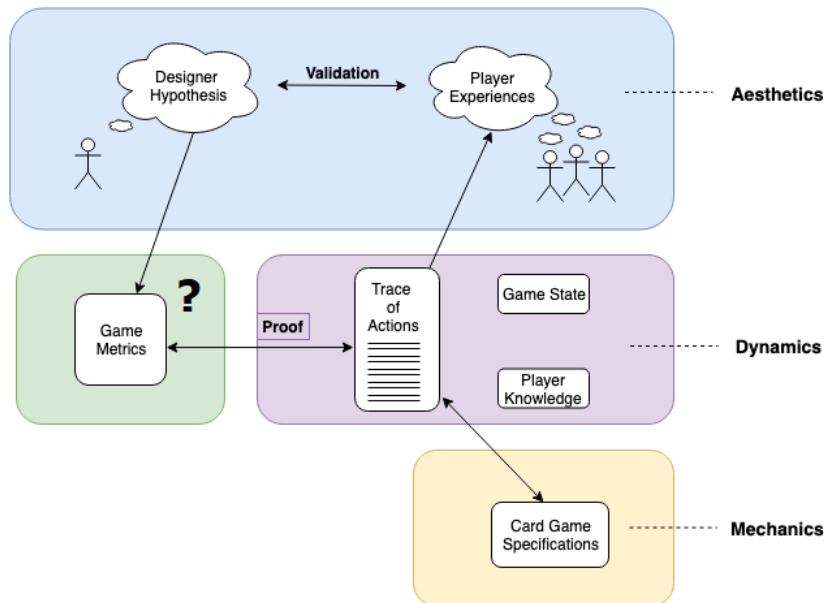 Designer
Hypothesis
Validation
Player
Experiences
Aesthetics
?
Game
Metrics
Proof
Trace
of
Actions
Game State
Player
Knowledge
Dynamics
Card Game
Specifications
Mechanics